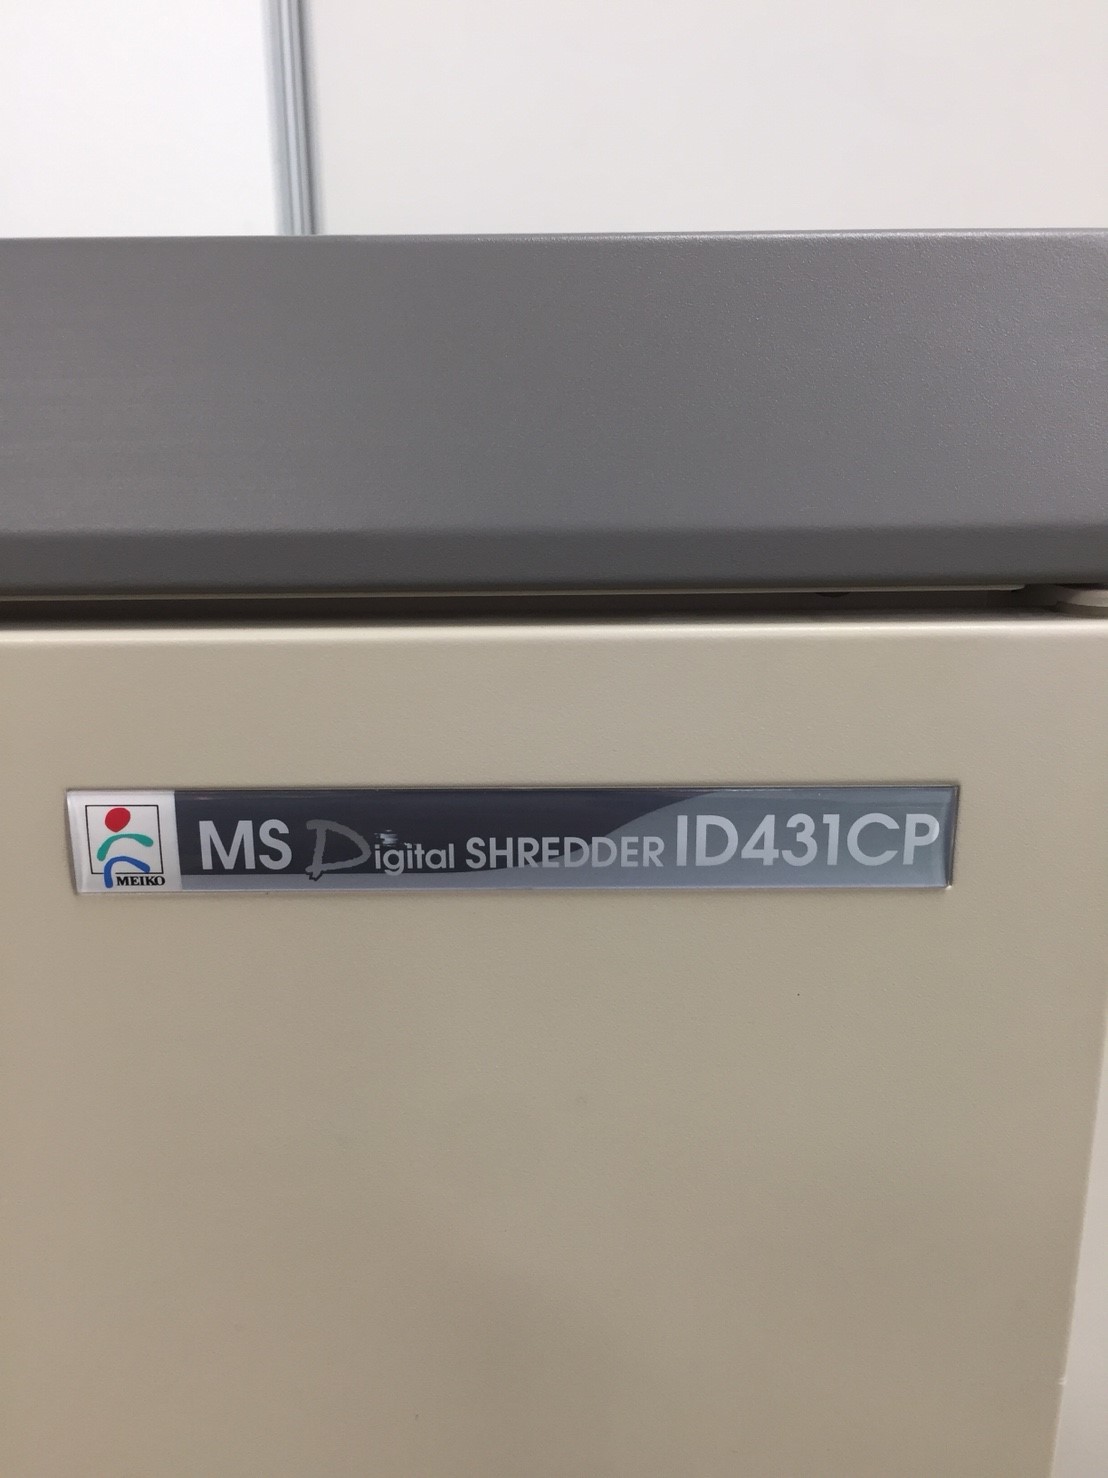 MEIKO
MS Digital SHREDDER ID431CP